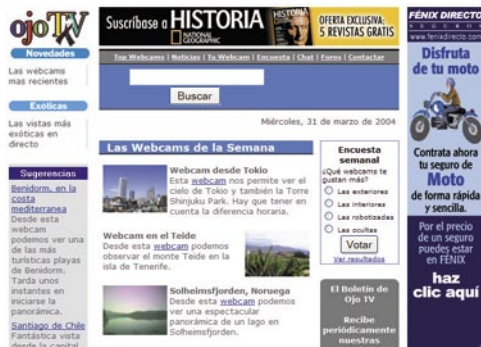 ojoTV
Suscríbase a HISTORIA
NATIONAL
GEOGRAPHIC
HISTORIA
OFERTA EXCLUSIVA:
5 REVISTAS GRATIS
Top Webcams | Noticias | Tu Webcam | Encuesta | Chat | Foros | Contactar
Buscar
Miércoles, 31 de marzo de 2004
Novedades
Las webcams
mas recientes
Exóticas
Las vistas más
exóticas en
directo
Sugerencias
Benidorm, en la
costa
mediterranea
Desde esta
webcam
podemos ver una
de las más
turísticas playas
de Benidorm.
Tarda unos
instantes en
iniciarse la
panorámica.
Santiago de Chile
Fantástica vista
desde la capital
Las Webcams de la Semana
Webcam desde Tokio
Esta webcam nos permite ver el
cielo de Tokio y también la Torre
Shinjuku Park. Hay que tener en
cuenta la diferencia horaria.
Webcam en el Teide
Desde esta webcam podemos
observar el monte Teide en la
isla de Tenerife.
Solheimsfjorden, Noruega
Desde esta webcam podemos
ver una espectacular
panorámica de un lago en
Solheimsfjorden.
Encuesta
semanal
¿Qué webcams te
gustan más?
Las exteriores
Las interiores
Las robotizadas
Las ocultas
Votar
Ver resultados
El Boletín de
Ojo TV
Recibe
periódicamente
nuestras
FÉNIX DIRECTO
SEGUROS
www.fenixdirecto.com
Disfruta
de tu moto
Contrata ahora
tu seguro de
Moto
de forma rápida
y sencilla.
Por el precio
de un seguro
puedes estar
en FÉNIX
haz
clic aquí